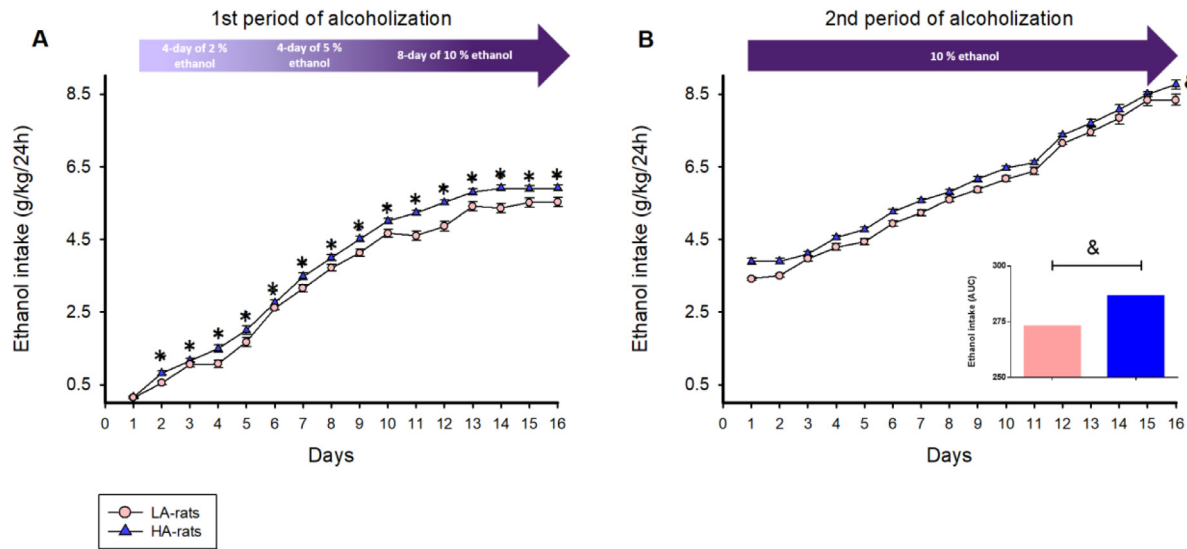 1st period of alcoholization
A
4-day of 2 %
ethanol
4-day of 5 %
ethanol
8-day of 10 % ethanol
Ethanol intake (g/kg/24h)
8.5
6.5
4.5
2.5
0.5
* * * * * * * * * * * * * * *
0 1 2 3 4 5 6 7 8 9 10 11 12 13 14 15 16
Days
LA-rats
HA-rats
2nd period of alcoholization
B
10 % ethanol
Ethanol intake (g/kg/24h)
8.5
6.5
4.5
2.5
0.5
0 1 2 3 4 5 6 7 8 9 10 11 12 13 14 15 16
Days
&
Ethanol intake (AUC)
300
275
250